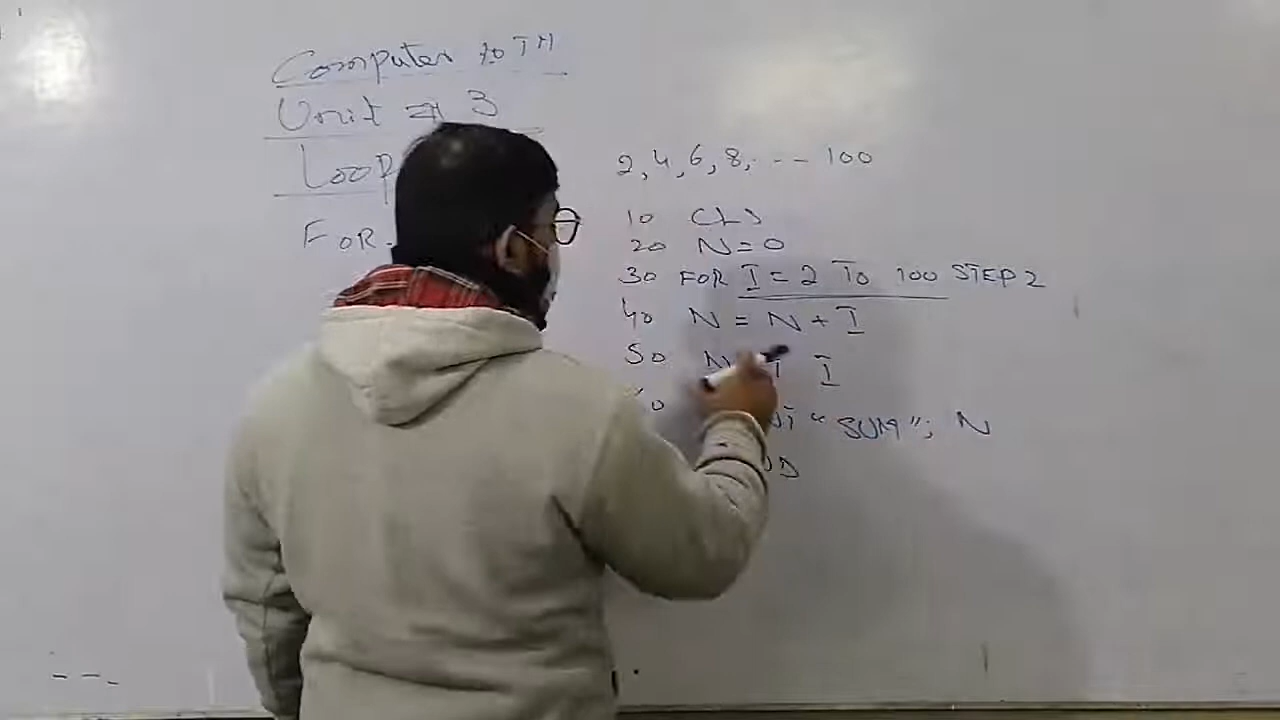 Computer 10TH
Unit # 3
Loop
FOR
2, 4, 6, 8, --- 100
10 CLS
20 N=0
30 FOR I = 2 TO 100 STEP 2
40 N = N + I
50 I
"SUM"; N